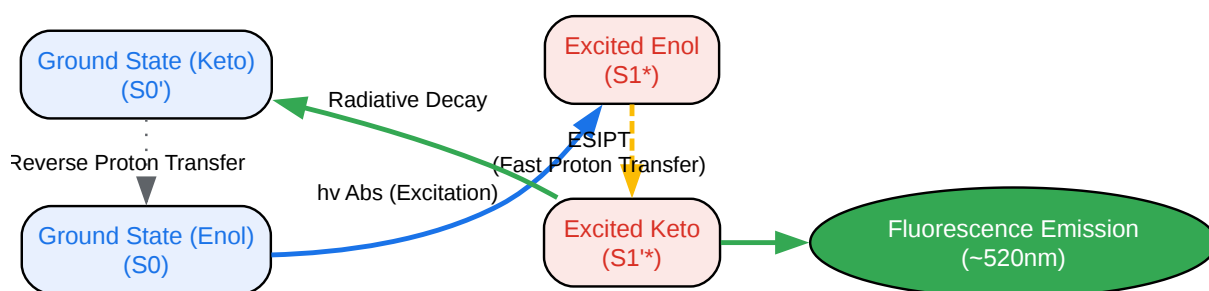 Ground State (Keto)
(S0')
Excited Enol
(S1*)
Radiative Decay
ESIPT
(Fast Proton Transfer)
Reverse Proton Transfer
hv Abs (Excitation)
Ground State (Enol)
(S0)
Excited Keto
(S1'*)
Fluorescence Emission
(~520nm)